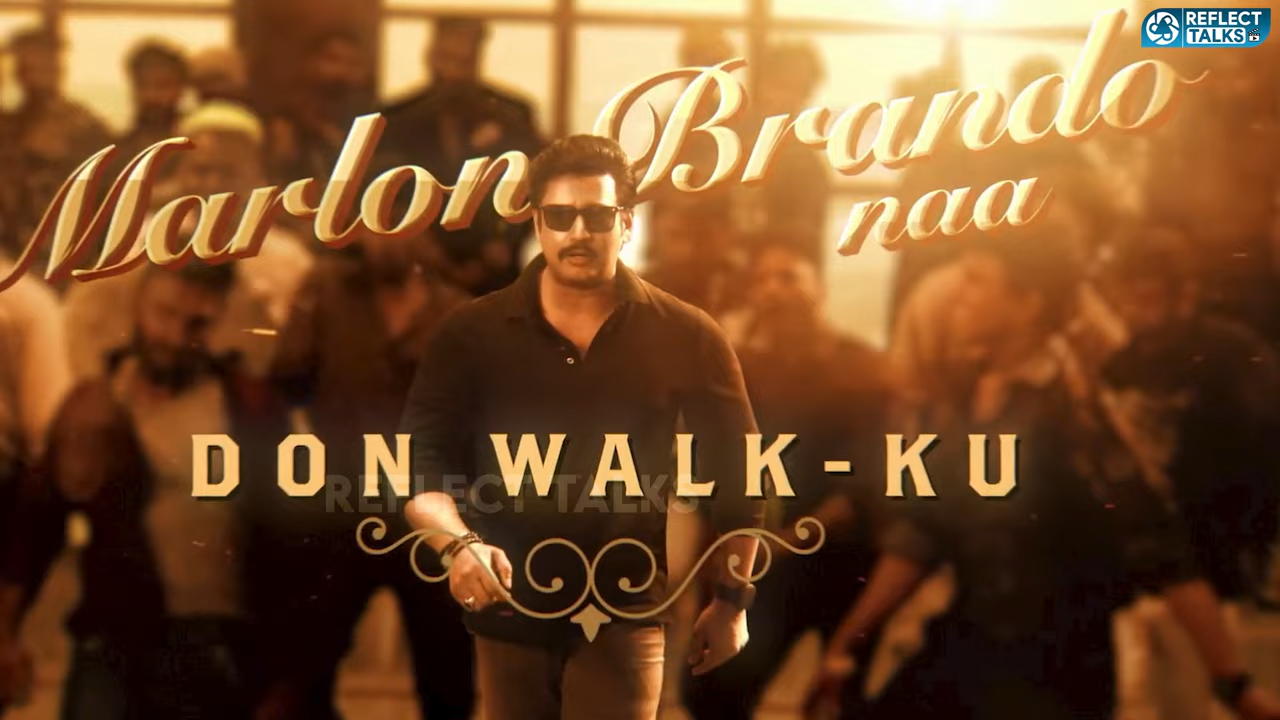 REFLECT
TALKS
Marlon Brando
naa
DON WALK-KU
REFLECT TALKS